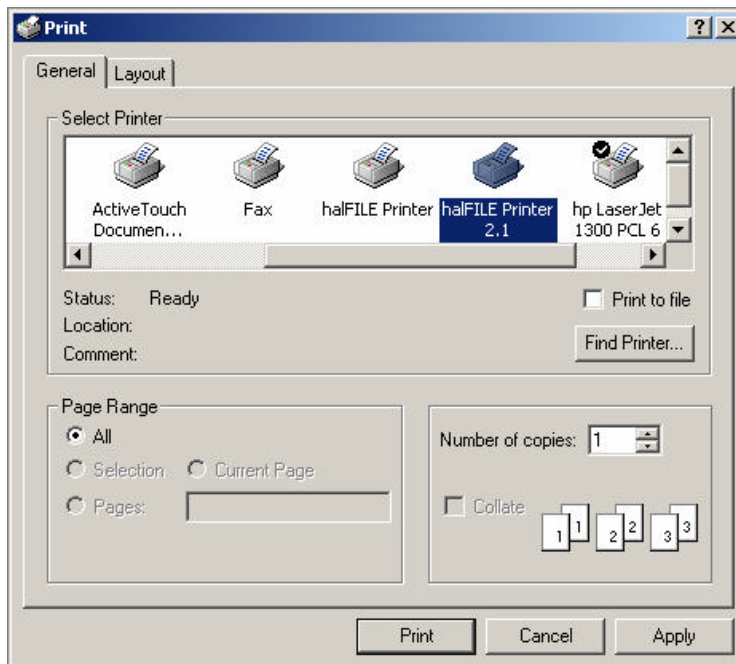 Print
General Layout
Select Printer
ActiveTouch Documen...
Fax
halFILE Printer
halFILE Printer 2.1
hp LaserJet 1300 PCL 6
Status: Ready
Print to file
Location:
Find Printer...
Comment:
Page Range
All
Selection Current Page
Pages:
Number of copies: 1
Collate
1 1 2 2 3 3
Print Cancel Apply